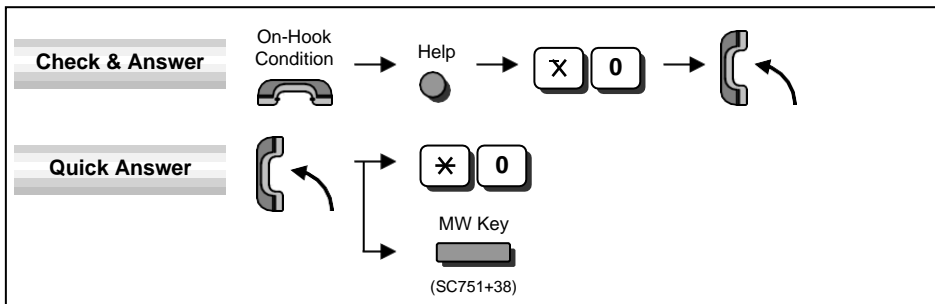 Check & Answer
On-Hook
Condition
Help
X 0
Quick Answer
* 0
MW Key
(SC751+38)